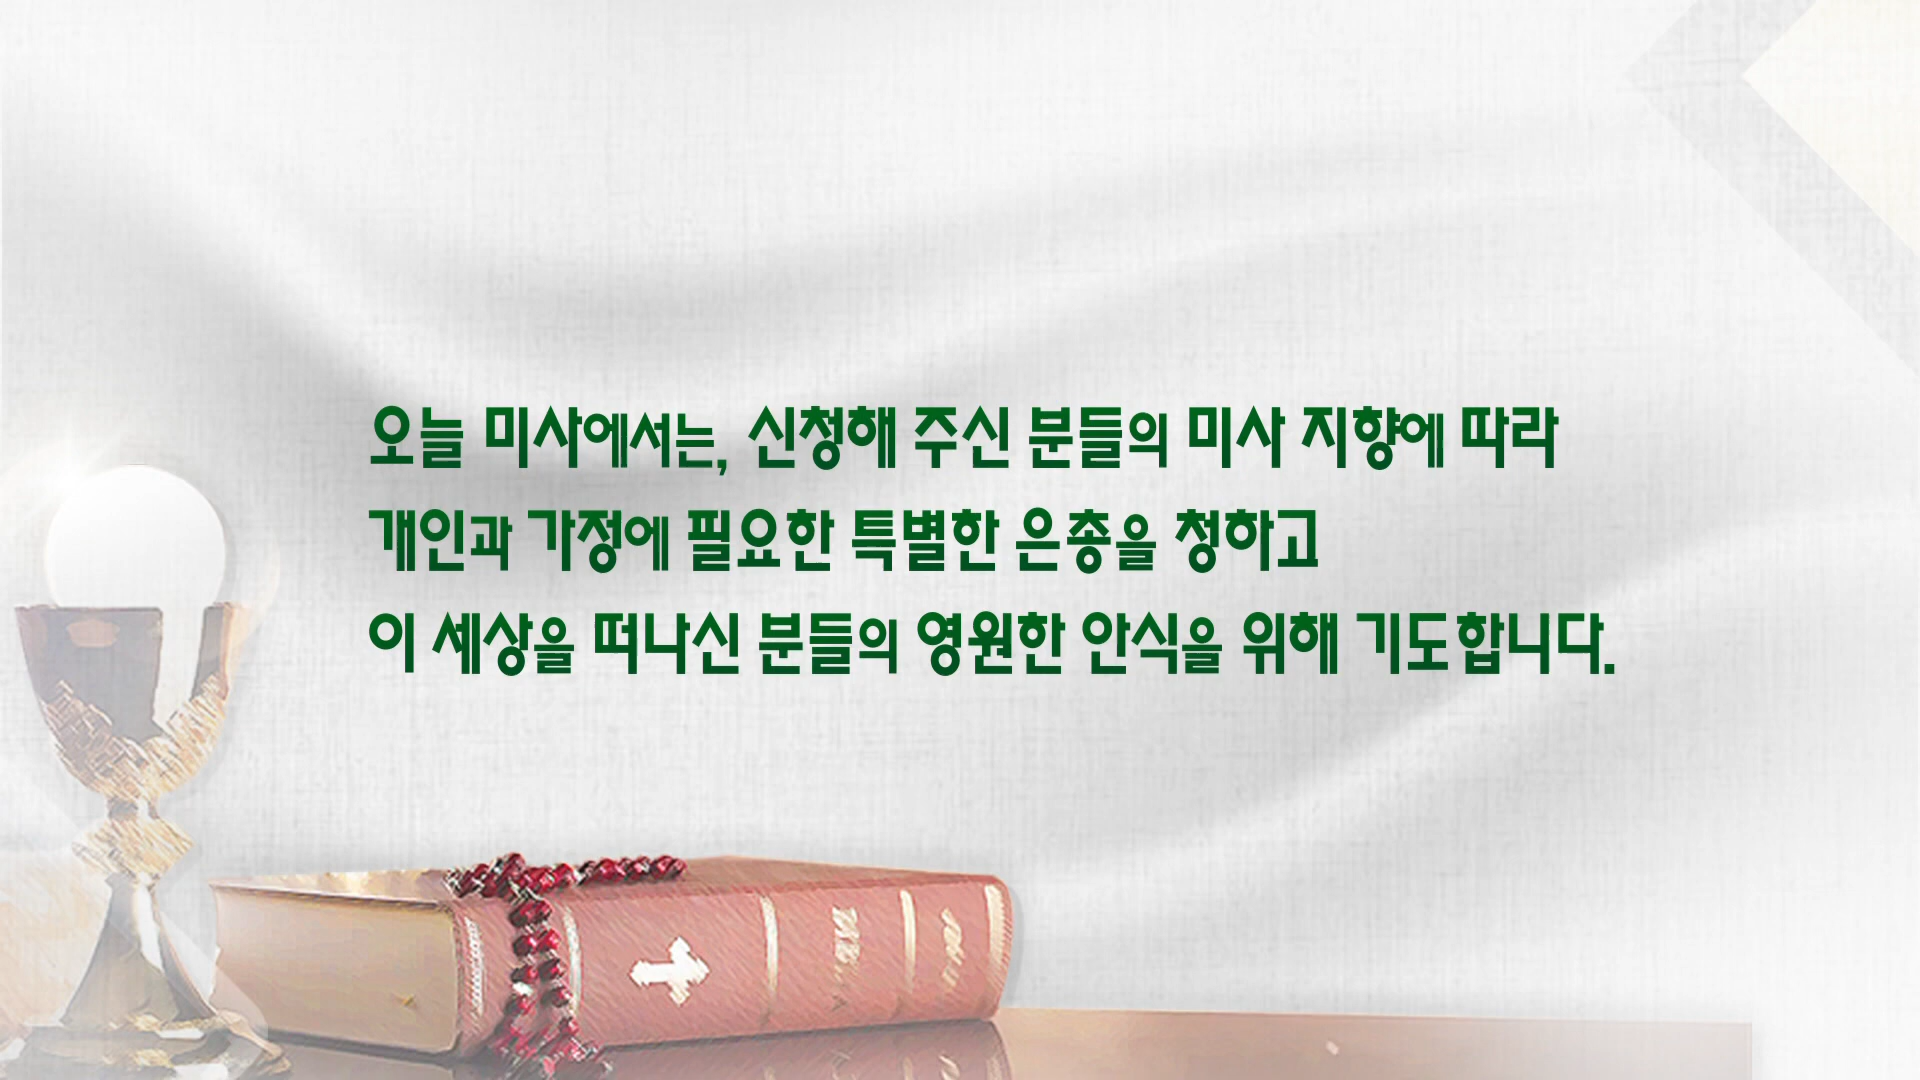 오늘 미사에서는, 신청해 주신 분들의 미사 지향에 따라
개인과 가정에 필요한 특별한 은총을 청하고
이 세상을 떠나신 분들의 영원한 안식을 위해 기도합니다.